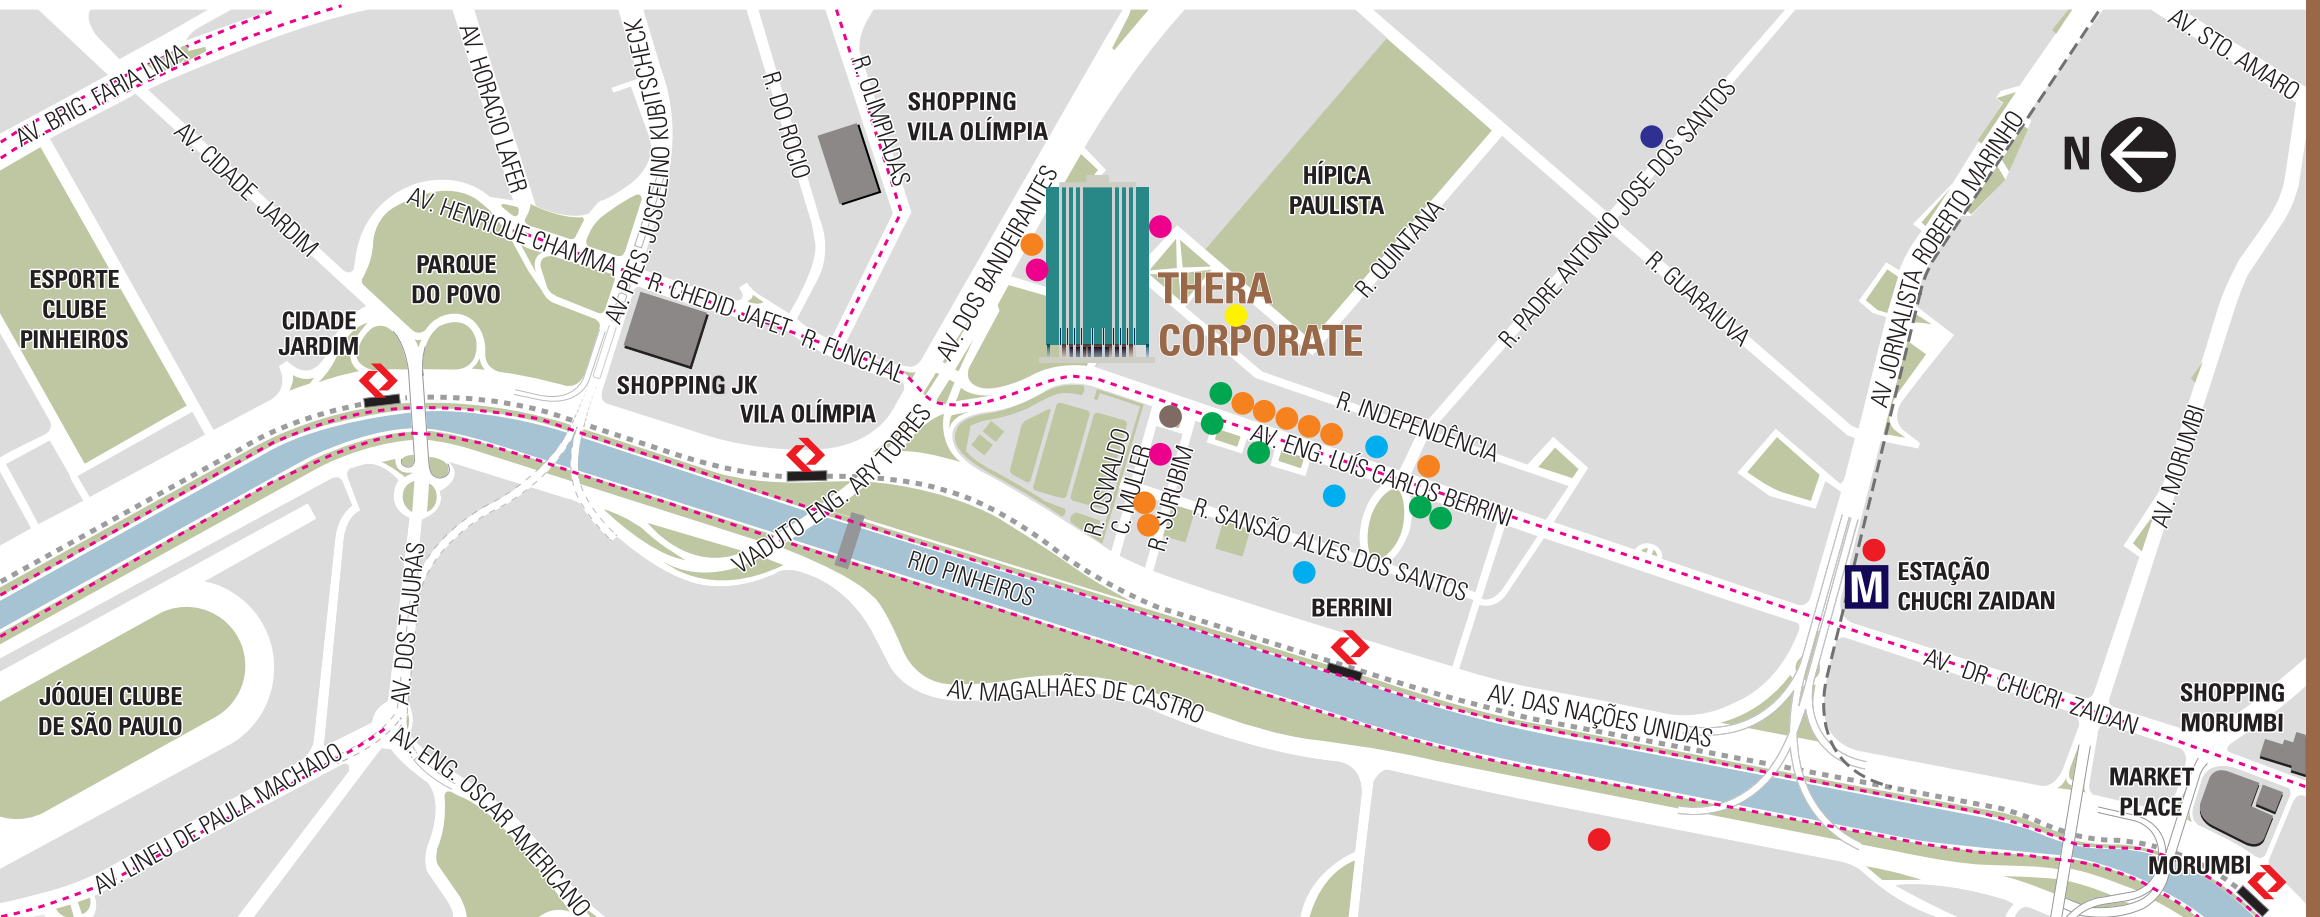 AV. BRIG. FARIA LIMA
AV. CIDADE JARDIM
AV. HORACIO LAFER
AV. PRES. JUSCELINO KUBITSCHECK
R. DO ROCIO
R. OLIMPIADAS
SHOPPING
VILA OLÍMPIA
AV. DOS BANDEIRANTES
HÍPICA
PAULISTA
R. QUINTANA
R. PADRE ANTONIO JOSE DOS SANTOS
R. GUARAIUVA
AV JORNALISTA ROBERTO MARINHO
AV. STO. AMARO
N
AV. HENRIQUE CHAMMA
PARQUE
DO POVO
ESPORTE
CLUBE
PINHEIROS
CIDADE
JARDIM
R. CHEDID JAFET
R. FUNCHAL
SHOPPING JK
VILA OLÍMPIA
THERA
CORPORATE
R. INDEPENDÊNCIA
AV. ENG. LUÍS CARLOS BERRINI
R. OSWALDO
C. MULLER
R. SURUBIM
R. SANSÃO ALVES DOS SANTOS
VIADUTO ENG. ARY TORRES
RIO PINHEIROS
BERRINI
M
ESTAÇÃO
CHUCRI ZAIDAN
AV. MORUMBI
AV. DOS TAJURÁS
JÓQUEI CLUBE
DE SÃO PAULO
AV. MAGALHÃES DE CASTRO
AV. DAS NAÇÕES UNIDAS
AV. DR. CHUCRI ZAIDAN
SHOPPING
MORUMBI
MARKET
PLACE
MORUMBI
AV. LINEU DE PAULA MACHADO
AV. ENG. OSCAR AMERICANO